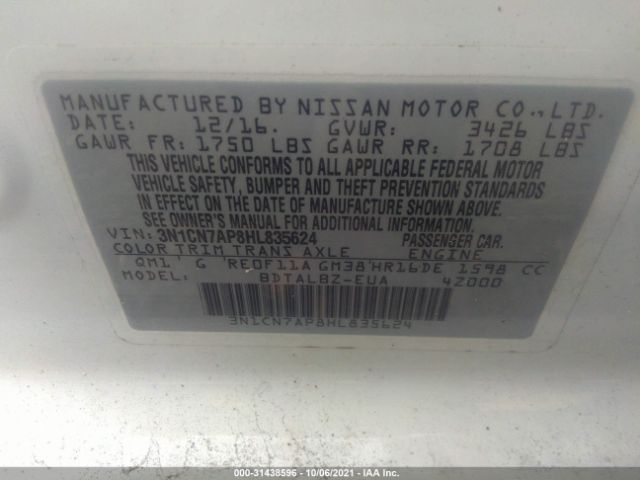 MANUFACTURED BY NISSAN MOTOR CO., LTD.
DATE: 12/16. GVWR: 3426 LBS
GAWR FR: 1750 LBS GAWR RR: 1708 LBS
THIS VEHICLE CONFORMS TO ALL APPLICABLE FEDERAL MOTOR
VEHICLE SAFETY, BUMPER AND THEFT PREVENTION STANDARDS
IN EFFECT ON THE DATE OF MANUFACTURE SHOWN ABOVE.
SEE OWNER'S MANUAL FOR ADDITIONAL INFORMATION.
VIN: 3N1CN7AP8HL835624 PASSENGER CAR.
COLOR TRIM TRANS AXLE ENGINE
QM1 G RE0F11A GM38 HR16DE 1598 CC
MODEL: BDTALBZ-EUA 4Z000
3N1CN7AP8HL835624
000-31438596 - 10/06/2021 - IAA Inc.